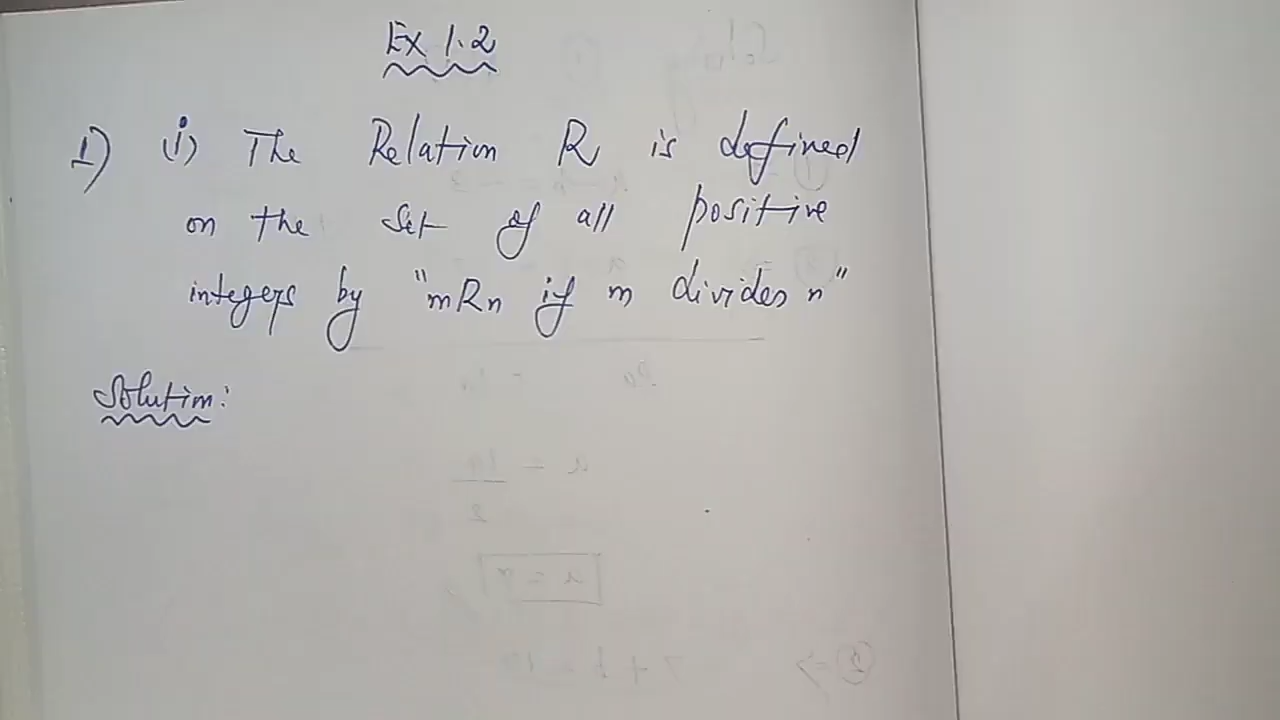 Ex 1.2
1) (i) The Relation R is defined
on the set of all positive
integers by "mRn if m divides n"
Solution: